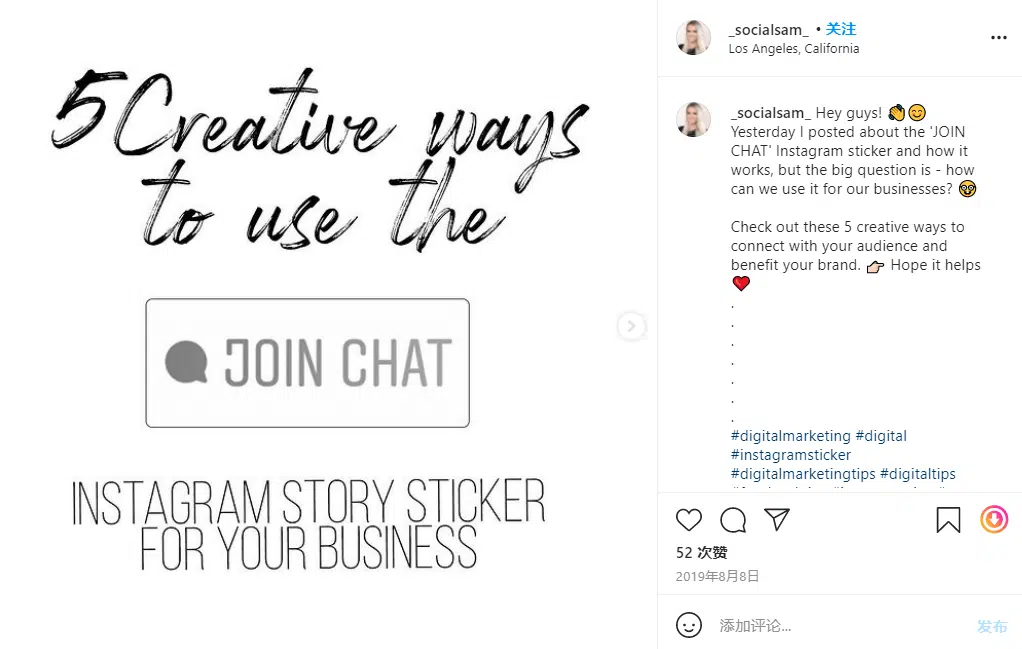 5 Creative ways
to use the
JOIN CHAT
INSTAGRAM STORY STICKER
FOR YOUR BUSINESS
_socialsam_ • 关注
Los Angeles, California
_socialsam_ Hey guys! 👏😊
Yesterday I posted about the 'JOIN
CHAT' Instagram sticker and how it
works, but the big question is - how
can we use it for our businesses? 🤓
Check out these 5 creative ways to
connect with your audience and
benefit your brand. 👉🏻 Hope it helps
❤️
.
.
.
.
.
.
.
#digitalmarketing #digital
#instagramsticker
#digitalmarketingtips #digitaltips
52 次赞
2019年8月8日
添加评论...
发布